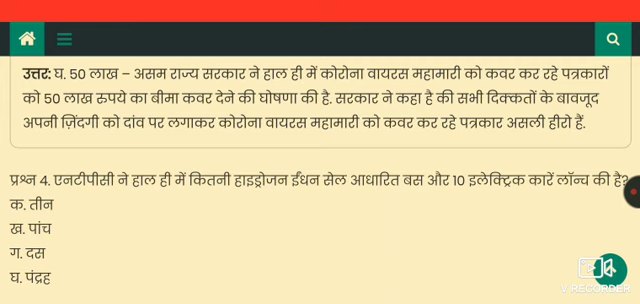 उत्तर: घ. 50 लाख – असम राज्य सरकार ने हाल ही में कोरोना वायरस महामारी को कवर कर रहे पत्रकारों
को 50 लाख रुपये का बीमा कवर देने की घोषणा की है. सरकार ने कहा है की सभी दिक्कतों के बावजूद
अपनी ज़िंदगी को दांव पर लगाकर कोरोना वायरस महामारी को कवर कर रहे पत्रकार असली हीरो हैं.
प्रश्न 4. एनटीपीसी ने हाल ही में कितनी हाइड्रोजन ईंधन सेल आधारित बस और 10 इलेक्ट्रिक कारें लॉन्च की है?
क. तीन
ख. पांच
ग. दस
घ. पंद्रह
V RECORDER